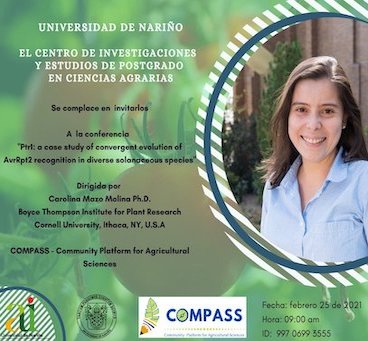 UNIVERSIDAD DE NARIÑO
EL CENTRO DE INVESTIGACIONES
Y ESTUDIOS DE POSTGRADO
EN CIENCIAS AGRARIAS
Se complace en invitarlos
A la conferencia
"Ptr1: a case study of convergent evolution of
AvrRpt2 recognition in diverse solanaceous species"
Dirigida por
Carolina Mazo Molina Ph.D.
Boyce Thompson Institute for Plant Research
Cornell University, Ithaca, NY, U.S.A
COMPASS - Community Platform for Agricultural
Sciences
COMPASS
Community Platform for Agricultural Sciences
Fecha: febrero 25 de 2021
Hora: 09:00 am
ID: 997 0699 3555